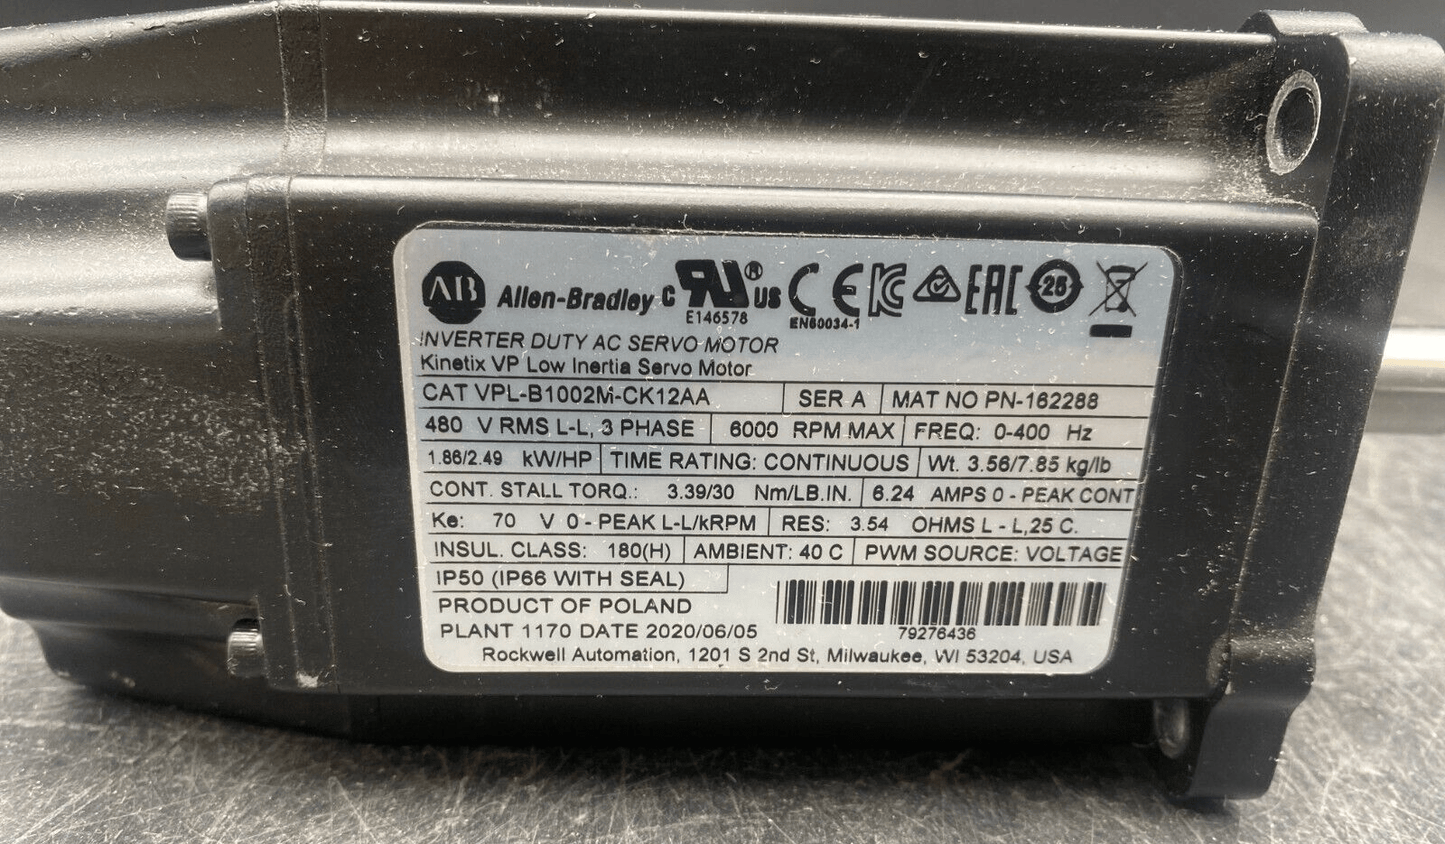 AB Allen-Bradley C RU ® US CE KC EAC 25
E146578 EN60034-1
INVERTER DUTY AC SERVO MOTOR
Kinetix VP Low Inertia Servo Motor
CAT VPL-B1002M-CK12AA SER A MAT NO PN-162288
480 V RMS L-L, 3 PHASE 6000 RPM MAX FREQ: 0-400 Hz
1.86/2.49 kW/HP TIME RATING: CONTINUOUS Wt. 3.56/7.85 kg/lb
CONT. STALL TORQ.: 3.39/30 Nm/LB.IN. 6.24 AMPS 0 - PEAK CONT
Ke: 70 V 0 - PEAK L-L/kRPM RES: 3.54 OHMS L - L,25 C.
INSUL. CLASS: 180(H) AMBIENT: 40 C PWM SOURCE: VOLTAGE
IP50 (IP66 WITH SEAL)
PRODUCT OF POLAND
PLANT 1170 DATE 2020/06/05 79276436
Rockwell Automation, 1201 S 2nd St, Milwaukee, WI 53204, USA